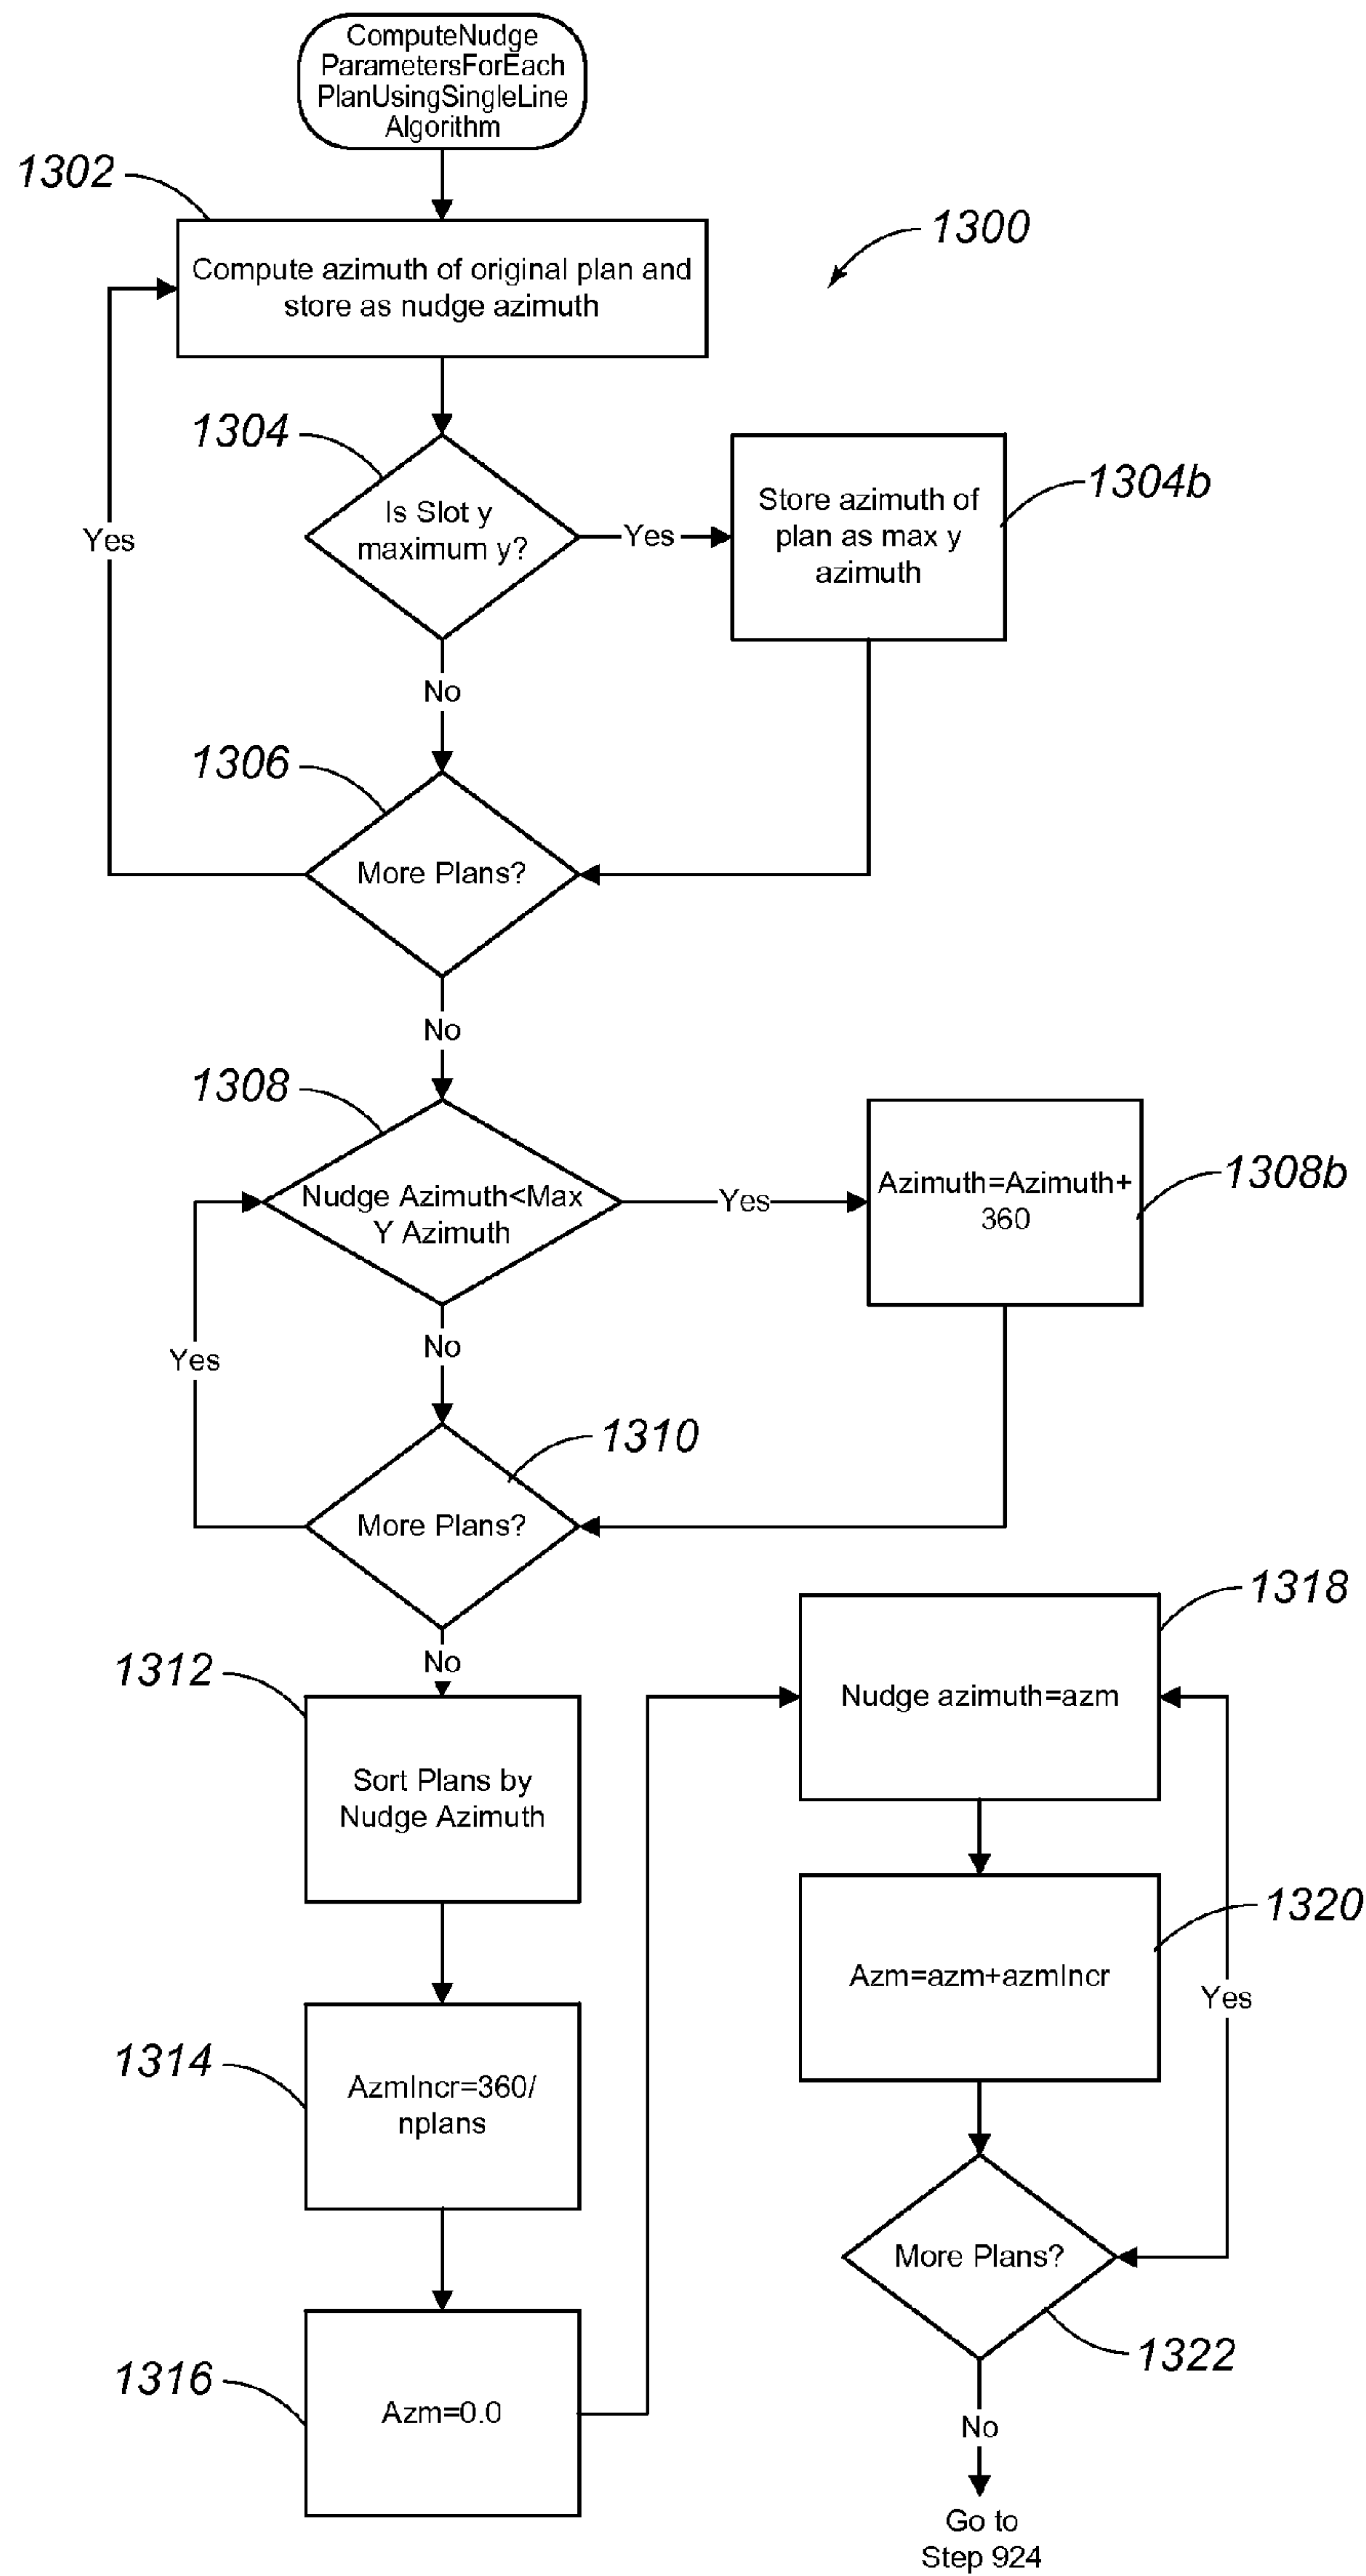 ComputeNudge
ParametersForEach
PlanUsingSingleLine
Algorithm
1302
1300
Compute azimuth of original plan and
store as nudge azimuth
1304
Is Slot y
maximum y?
Yes
Store azimuth of
plan as max y
azimuth
1304b
Yes
No
1306
More Plans?
No
1308
Nudge Azimuth<Max
Y Azimuth
Yes
Azimuth=Azimuth+
360
1308b
No
Yes
1310
More Plans?
No
1312
Sort Plans by
Nudge Azimuth
1314
AzmIncr=360/
nplans
1316
Azm=0.0
1318
Nudge azimuth=azm
1320
Azm=azm+azmIncr
Yes
More Plans?
1322
No
Go to
Step 924